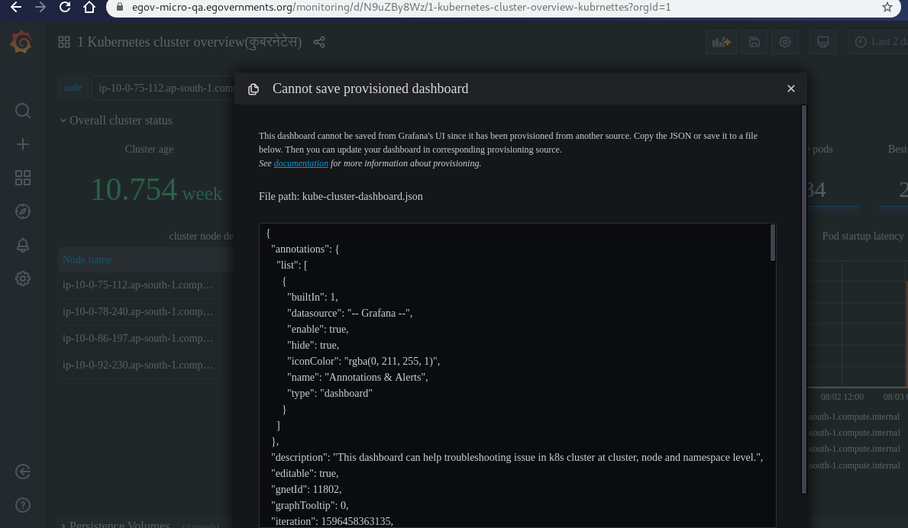 egov-micro-qa.egovernments.org/monitoring/d/N9uZBy8Wz/1-kubernetes-cluster-overview-kubrnettes?orgId=1
1 Kubernetes cluster overview(कुबरनेटेस)
Last 2 da
node
ip-10-0-75-112.ap-south-1.comp
Cannot save provisioned dashboard
Overall cluster status
This dashboard cannot be saved from Grafana's UI since it has been provisioned from another source. Copy the JSON or save it to a file
below. Then you can update your dashboard in corresponding provisioning source.
See documentation for more information about provisioning.
Cluster age
pods
Best
10.754 week
34
2
File path: kube-cluster-dashboard.json
cluster node de
Pod startup latency
Node name
ip-10-0-75-112.ap-south-1.comp…
ip-10-0-78-240.ap-south-1.comp…
ip-10-0-86-197.ap-south-1.comp…
ip-10-0-92-230.ap-south-1.comp…
{
"annotations": {
"list": [
{
"builtIn": 1,
"datasource": "-- Grafana --",
"enable": true,
"hide": true,
"iconColor": "rgba(0, 211, 255, 1)",
"name": "Annotations & Alerts",
"type": "dashboard"
}
]
},
"description": "This dashboard can help troubleshooting issue in k8s cluster at cluster, node and namespace level.",
"editable": true,
"gnetId": 11802,
"graphTooltip": 0,
"iteration": 1596458363135,
08/02 12:00
08/03 0
south-1.compute.internal
south-1.compute.internal
south-1.compute.internal
south-1.compute.internal
Persistence Volumes